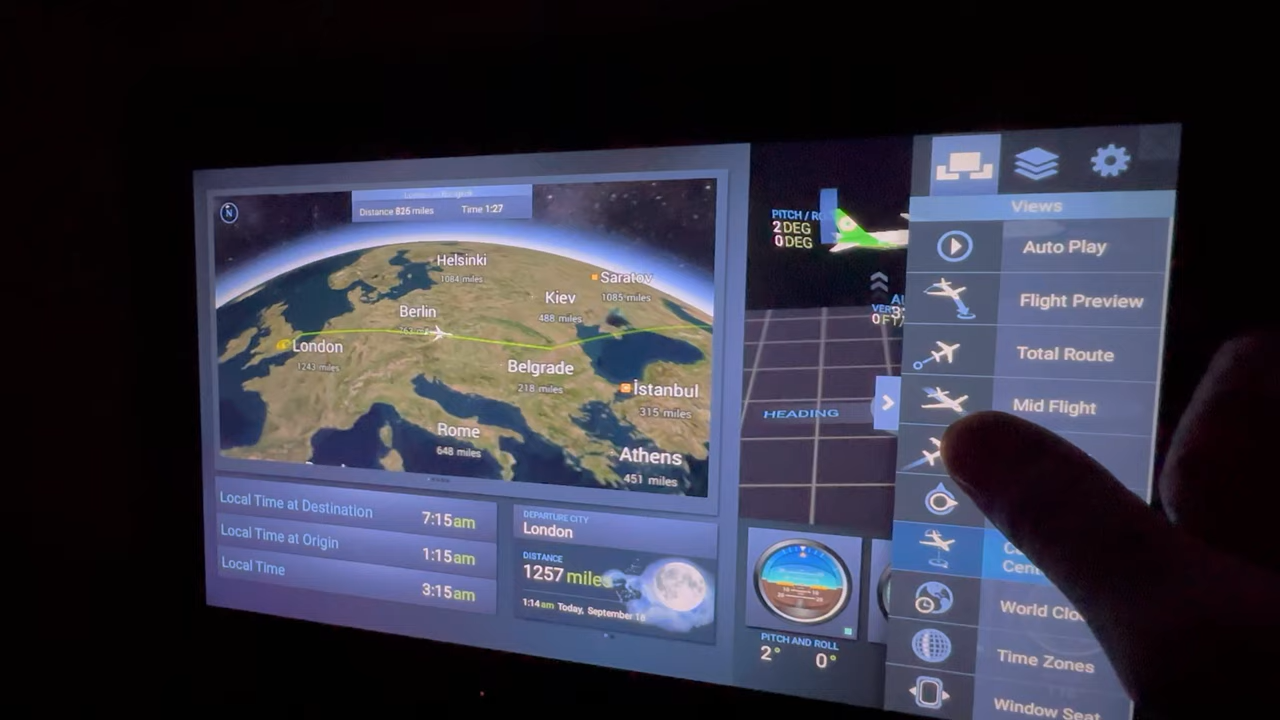 N
Distance 826 miles Time 1:27
Helsinki
1084 miles
Saratov
1085 miles
Kiev
488 miles
Berlin
London
1243 miles
Belgrade
218 miles
İstanbul
315 miles
Rome
648 miles
Athens
451 miles
Local Time at Destination 7:15am
Local Time at Origin 1:15am
Local Time 3:15am
DEPARTURE CITY
London
DISTANCE
1257 miles
1:14am Today, September 16
PITCH / RO
2 DEG
0 DEG
HEADING
PITCH AND ROLL
2° 0°
Views
Auto Play
Flight Preview
Total Route
Mid Flight
World Clo
Time Zones
Window Seat